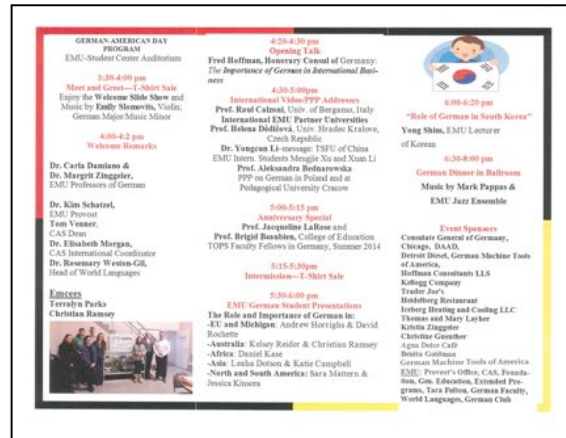 GERMAN-AMERICAN DAY
PROGRAM
EMU-Student Center Auditorium
3:30-4:00 pm
Meet and Greet—T-Shirt Sale
Enjoy the Welcome Slide Show and
Music by Emily Slomovits, Violin;
German Major/Music Minor
4:00-4:2 pm
Welcome Remarks
Dr. Carla Damiano &
Dr. Margrit Zinggeler,
EMU Professors of German
Dr. Kim Schatzel,
EMU Provost
Tom Venner,
CAS Dean
Dr. Elisabeth Morgan,
CAS International Coordinator
Dr. Rosemary Weston-Gil,
Head of World Languages
Emcees
Terralyn Parks
Christian Ramsey
4:20-4:30 pm
Opening Talk
Fred Hoffman, Honorary Consul of Germany:
The Importance of German in International Busi-
ness
4:30-5:00pm
International Video/PPP Addresses
Prof. Raul Calzoni, Univ. of Bergamo, Italy
International EMU Partner Universities
Prof. Helena Dědičová, Univ. Hradec Kralove,
Czech Republic
Dr. Yongcun Li–message: TSFU of China
EMU Intern. Students Mengjie Xu and Xuan Li
Prof. Aleksandra Bednarowska
PPP on German in Poland and at
Pedagogical University Cracow
5:00-5:15 pm
Anniversary Special
Prof. Jacqueline LaRose and
Prof. Brigid Beaubien, College of Education
TOPS Faculty Fellows in Germany, Summer 2014
5:15-5:30pm
Intermission—T-Shirt Sale
5:30-6:00 pm
EMU German Student Presentations
The Role and Importance of German in:
-EU and Michigan: Andrew Horrighs & David
Rochette
-Australia: Kelsey Reider & Christian Ramsey
-Africa: Daniel Kase
-Asia: Leaha Dotson & Katie Campbell
-North and South America: Sara Mattern &
Jessica Kinsora
6:00-6:20 pm
“Role of German in South Korea”
Yong Shim, EMU Lecturer
of Korean
6:30-8:00 pm
German Dinner in Ballroom
Music by Mark Pappas &
EMU Jazz Ensemble
Event Sponsors
Consulate General of Germany,
Chicago, DAAD,
Detroit Diesel, German Machine Tools
of America,
Hoffman Consultants LLS
Kellogg Company
Trader Joe's
Heidelberg Restaurant
Iceberg Heating and Cooling LLC
Thomas and Mary Layher
Kristin Zinggeler
Christine Guenther
Agua Dolce Café
Benita Goldman
German Machine Tools of America
EMU: Provost's Office, CAS, Founda-
tion, Gen. Education, Extended Pro-
grams, Tara Fulton, German Faculty,
World Languages, German Club